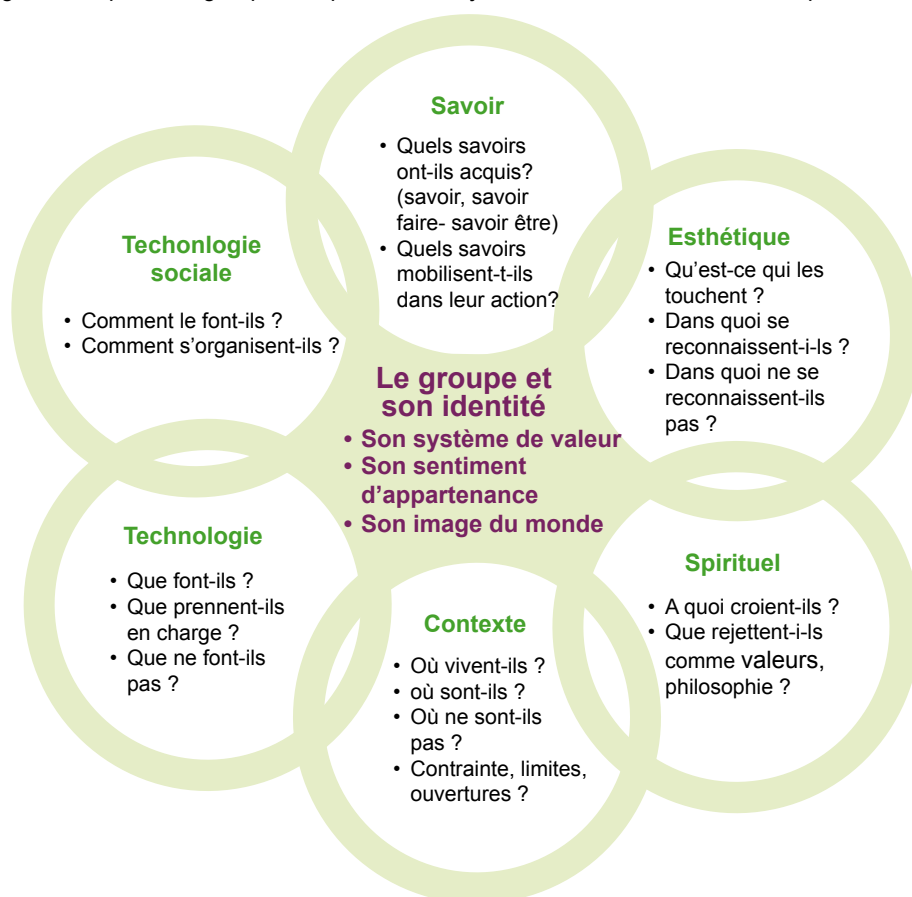 Savoir
• Quels savoirs
ont-ils acquis?
(savoir, savoir
faire- savoir être)
• Quels savoirs
mobilisent-t-ils
dans leur action?
Techonlogie
sociale
• Comment le font-ils ?
• Comment s'organisent-ils ?
Esthétique
• Qu'est-ce qui les
touchent ?
• Dans quoi se
reconnaissent-i-ls ?
• Dans quoi ne se
reconnaissent-ils
pas ?
Le groupe et
son identité
• Son système de valeur
• Son sentiment
d'appartenance
• Son image du monde
Technologie
• Que font-ils ?
• Que prennent-ils
en charge ?
• Que ne font-ils
pas ?
Contexte
• Où vivent-ils ?
• où sont-ils ?
• Où ne sont-ils
pas ?
• Contrainte, limites,
ouvertures ?
Spirituel
• A quoi croient-ils ?
• Que rejettent-i-ls
comme valeurs,
philosophie ?